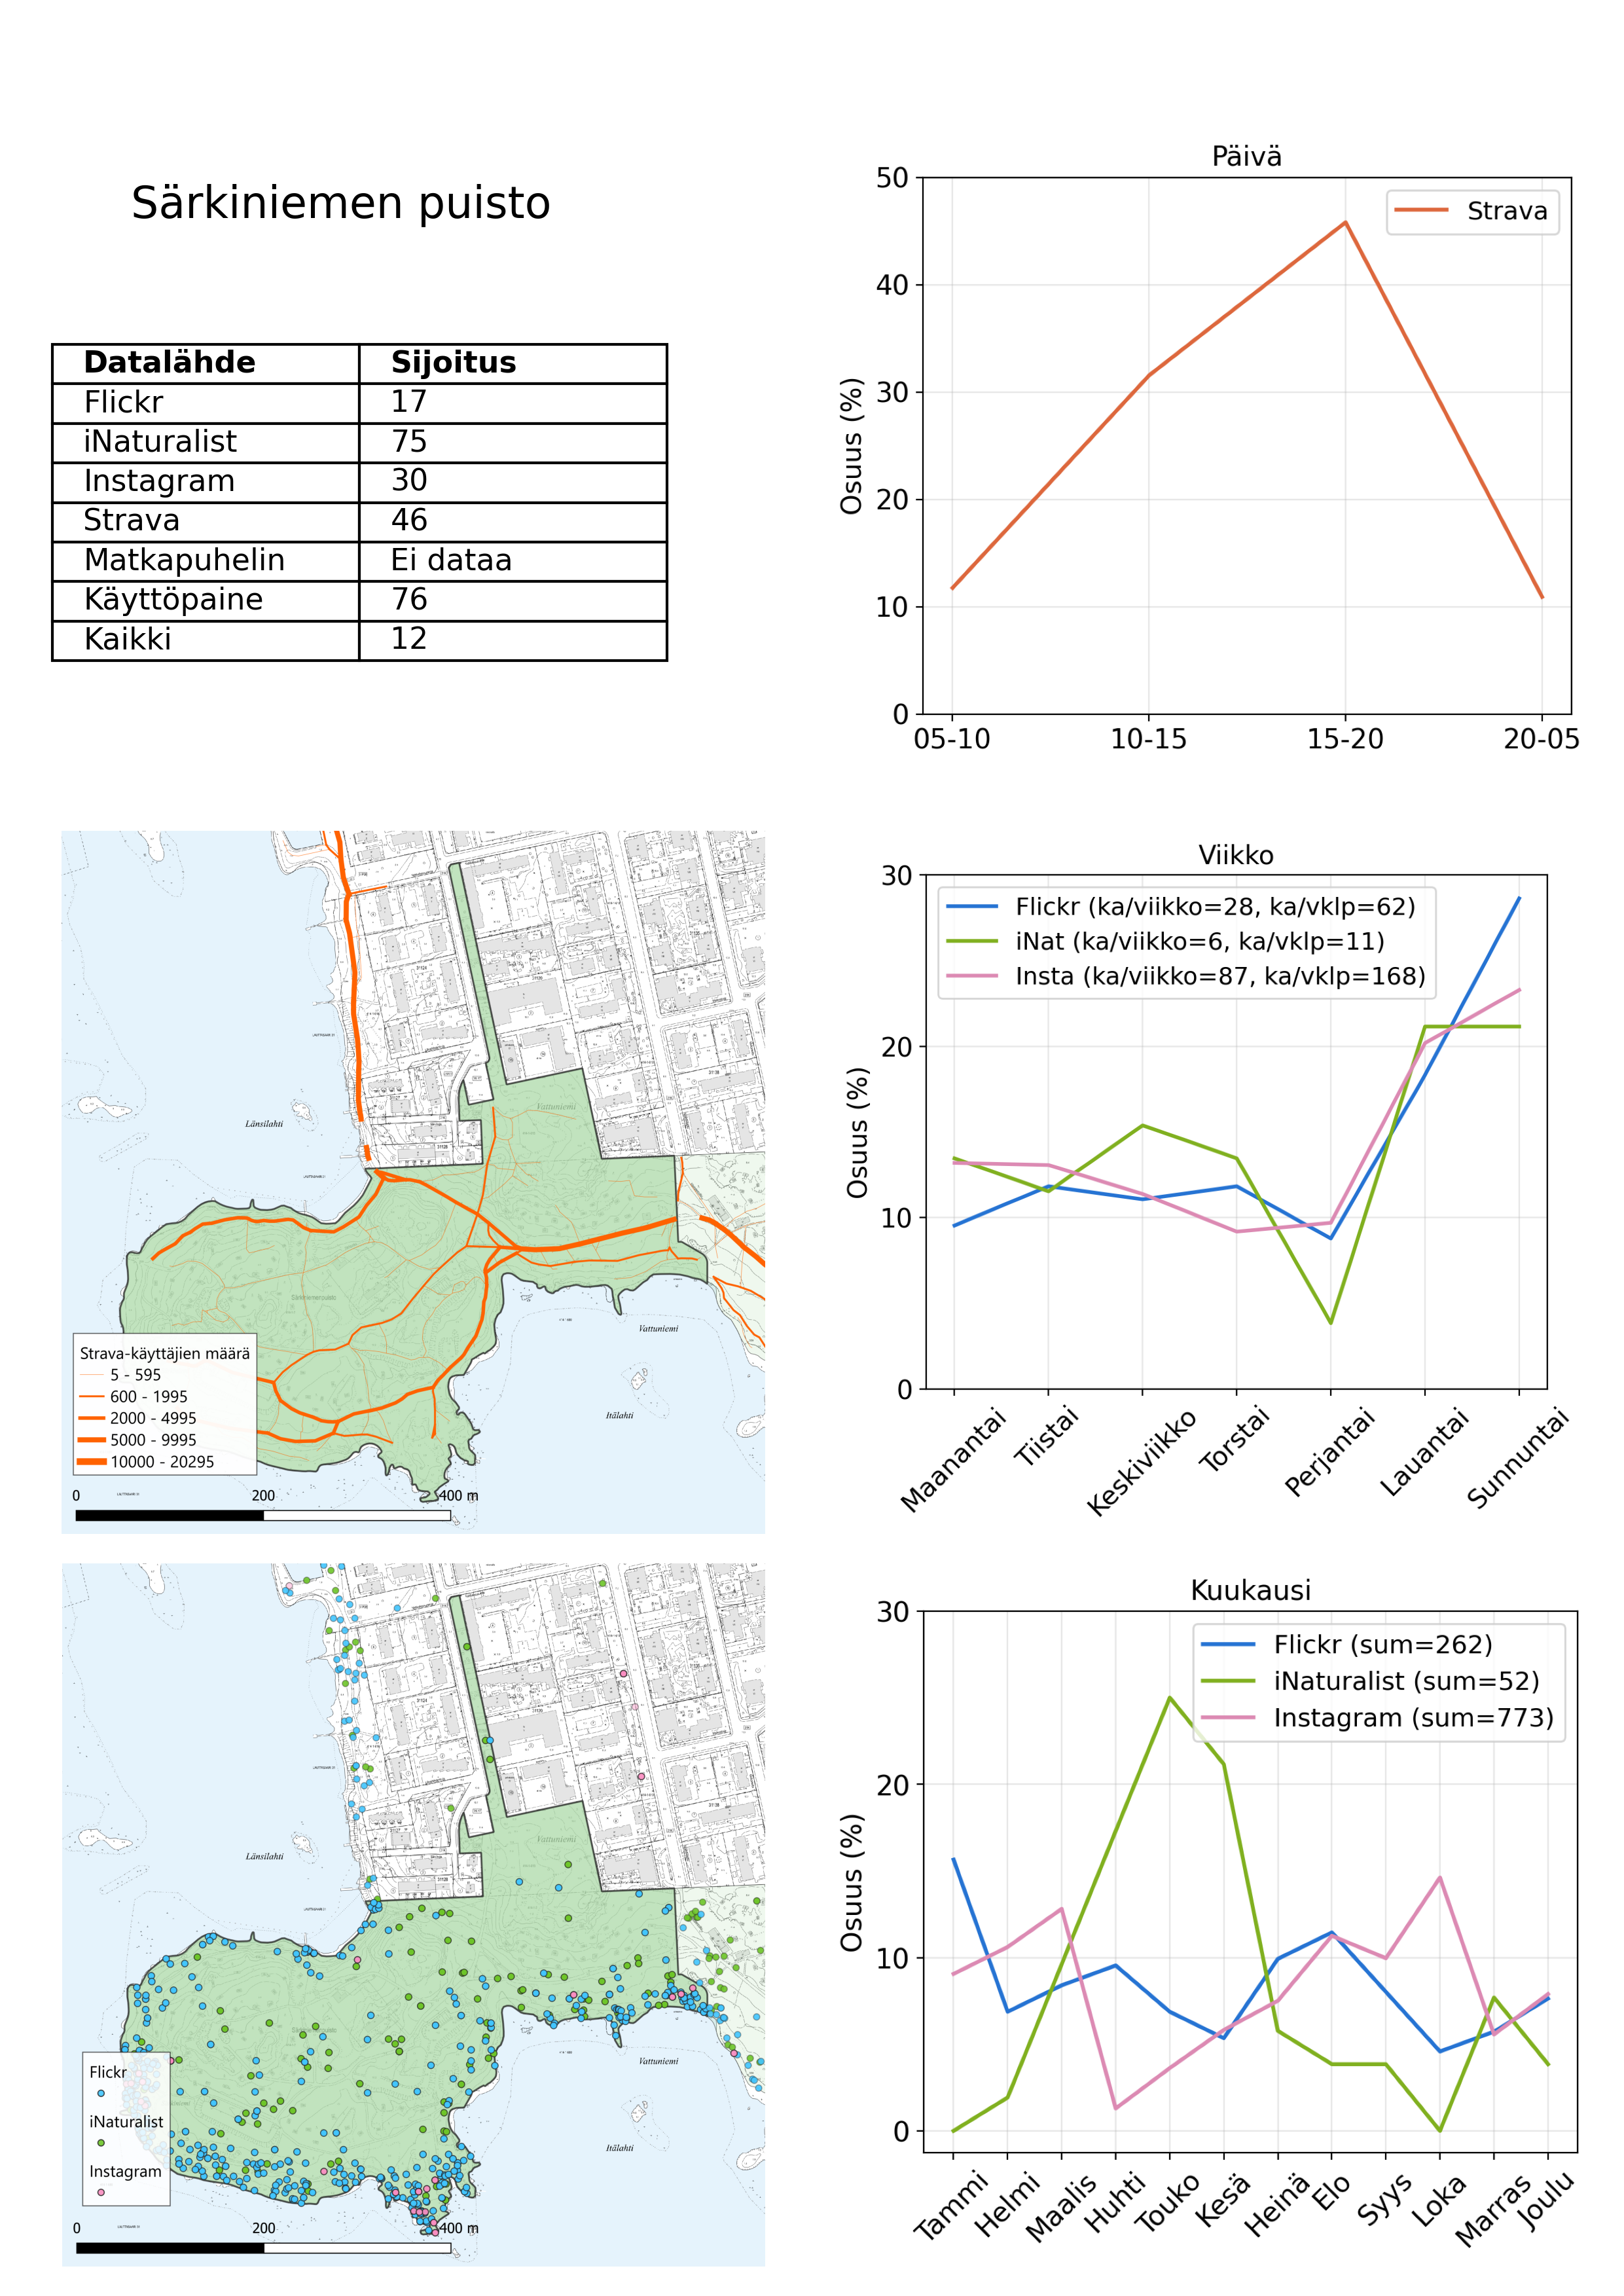 Särkiniemen puisto
Datalähde Sijoitus
Flickr 17
iNaturalist 75
Instagram 30
Strava 46
Matkapuhelin Ei dataa
Käyttöpaine 76
Kaikki 12
Päivä
Strava
Osuus (%)
50
40
30
20
10
0
05-10 10-15 15-20 20-05
Länsilahti
Vattuniemi
Särkiniemenpuisto
Vattuniemi
Itälahti
Strava-käyttäjien määrä
5 - 595
600 - 1995
2000 - 4995
5000 - 9995
10000 - 20295
0 200 400 m
Viikko
Flickr (ka/viikko=28, ka/vklp=62)
iNat (ka/viikko=6, ka/vklp=11)
Insta (ka/viikko=87, ka/vklp=168)
Osuus (%)
30
20
10
0
Maanantai Tiistai Keskiviikko Torstai Perjantai Lauantai Sunnuntai
Länsilahti
Vattuniemi
Vattuniemi
Itälahti
Flickr
iNaturalist
Instagram
0 200 400 m
Kuukausi
Flickr (sum=262)
iNaturalist (sum=52)
Instagram (sum=773)
Osuus (%)
30
20
10
0
Tammi Helmi Maalis Huhti Touko Kesä Heinä Elo Syys Loka Marras Joulu